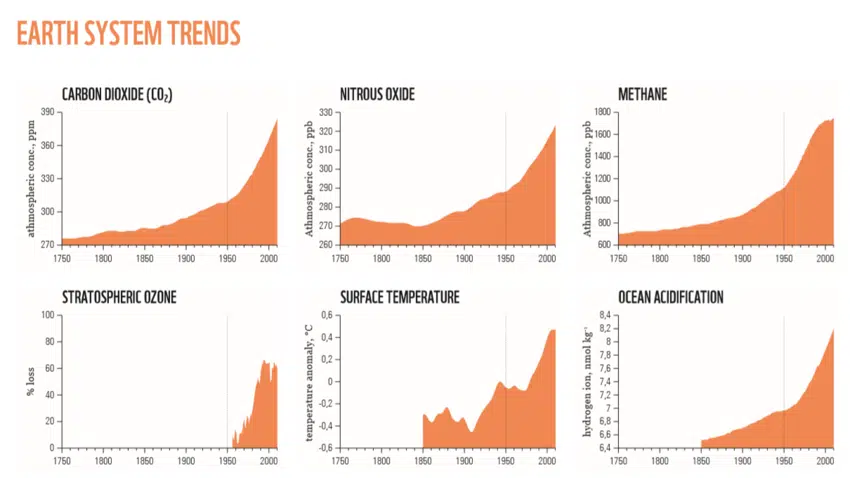 EARTH SYSTEM TRENDS
CARBON DIOXIDE (CO₂)
athmospheric conc., ppm
390
360
330
300
270
1750 1800 1850 1900 1950 2000
NITROUS OXIDE
Athmospheric conc., ppb
330
320
310
300
290
280
270
260
1750 1800 1850 1900 1950 2000
METHANE
Athmospheric conc., ppb
1800
1600
1400
1200
1000
800
600
1750 1800 1850 1900 1950 2000
STRATOSPHERIC OZONE
% loss
100
80
60
40
20
0
1750 1800 1850 1900 1950 2000
SURFACE TEMPERATURE
temperature anomaly, °C
0,6
0,4
0,2
0
-0,2
-0,4
-0,6
1750 1800 1850 1900 1950 2000
OCEAN ACIDIFICATION
hydrogen ion, nmol kg⁻¹
8,4
8,2
8
7,8
7,6
7,4
7,2
7
6,8
6,6
6,4
1750 1800 1850 1900 1950 2000